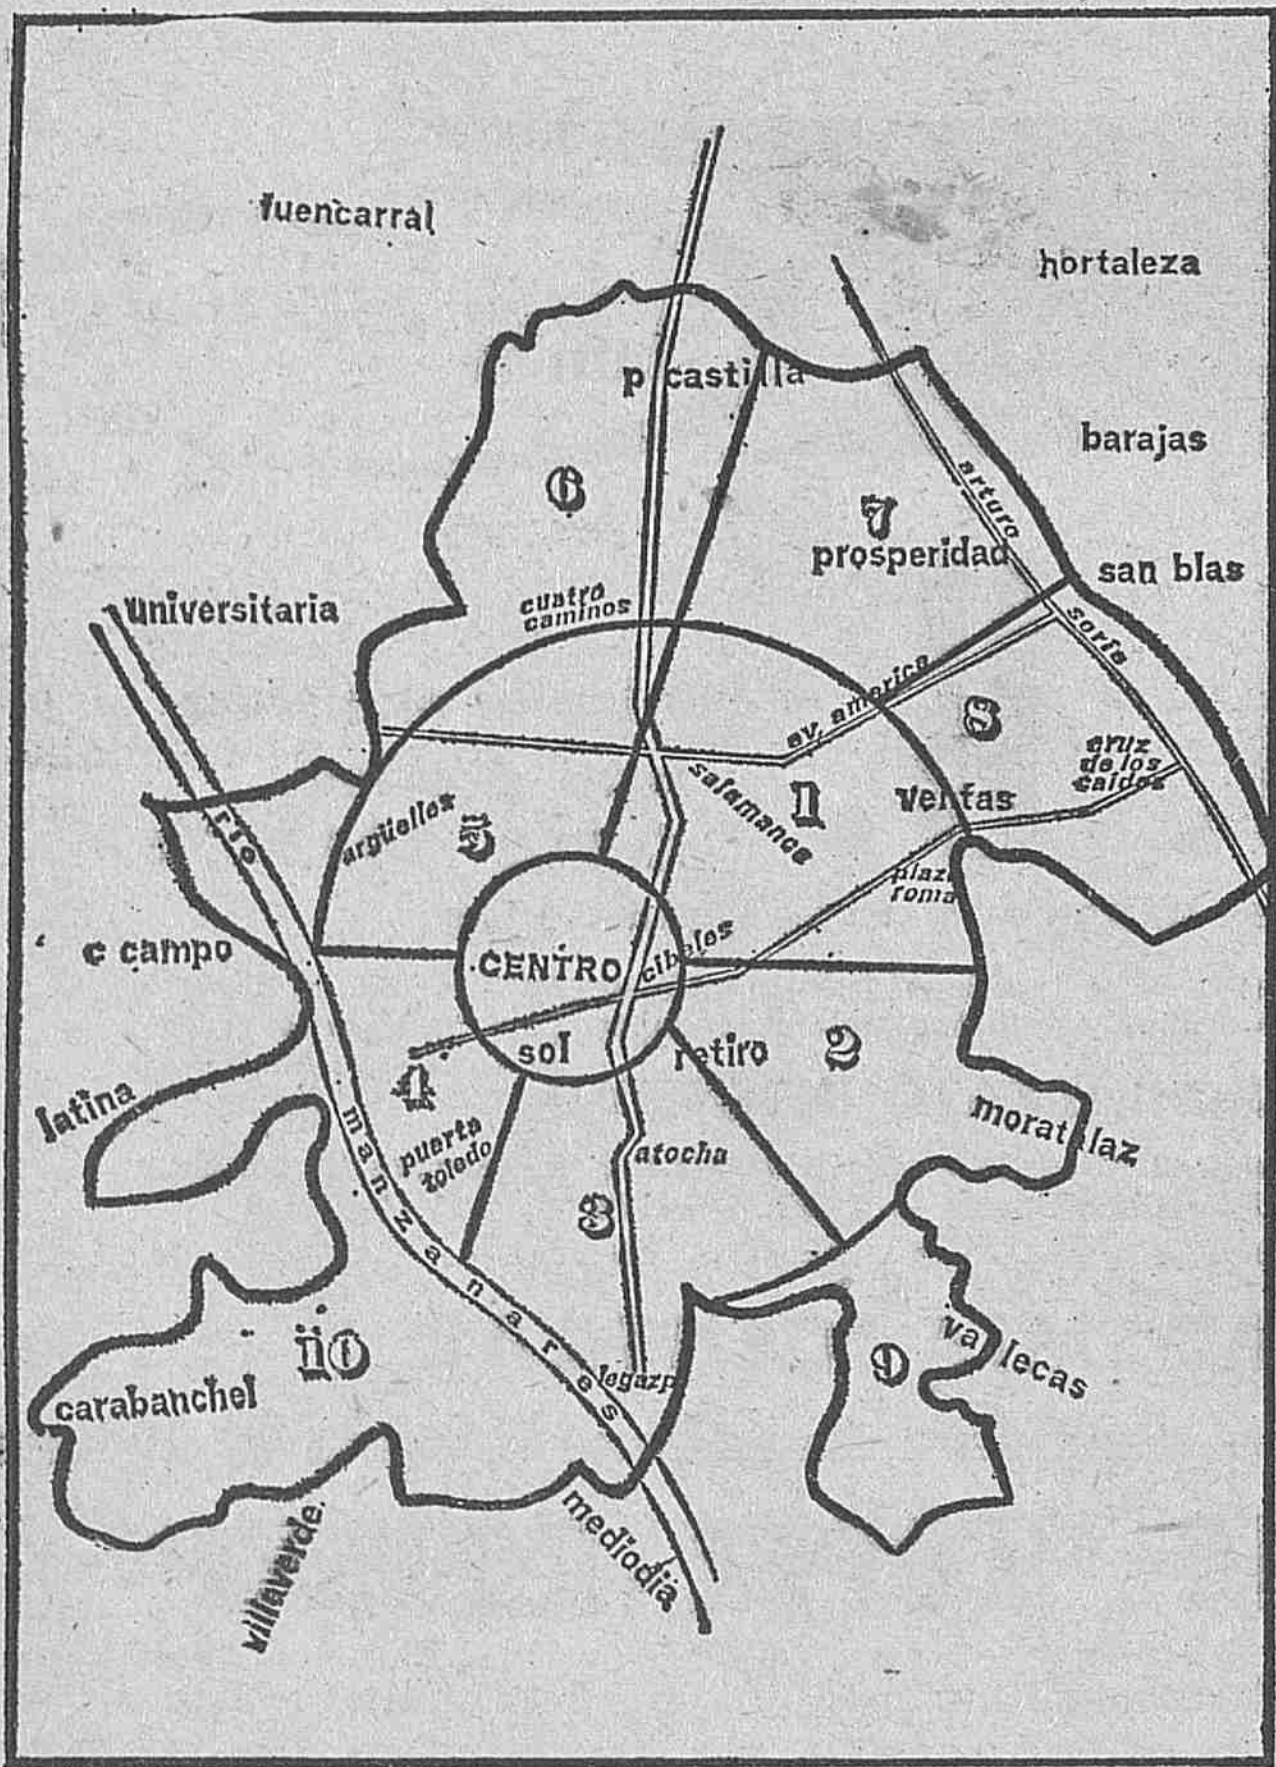 fuencarral
hortaleza
p castilla
barajas
6
arturo
7
prosperidad
san blas
universitaria
cuatro
caminos
soria
av. america
8
cruz
de los
caidos
salamanca
1
ventas
argüelles
5
rio
plaza
roma
c campo
CENTRO
cibeles
sol
retiro
2
4
latina
manzanares
puerta
toledo
atocha
moratalaz
3
vallecas
10
9
legazpi
carabanchel
mediodia
villaverde